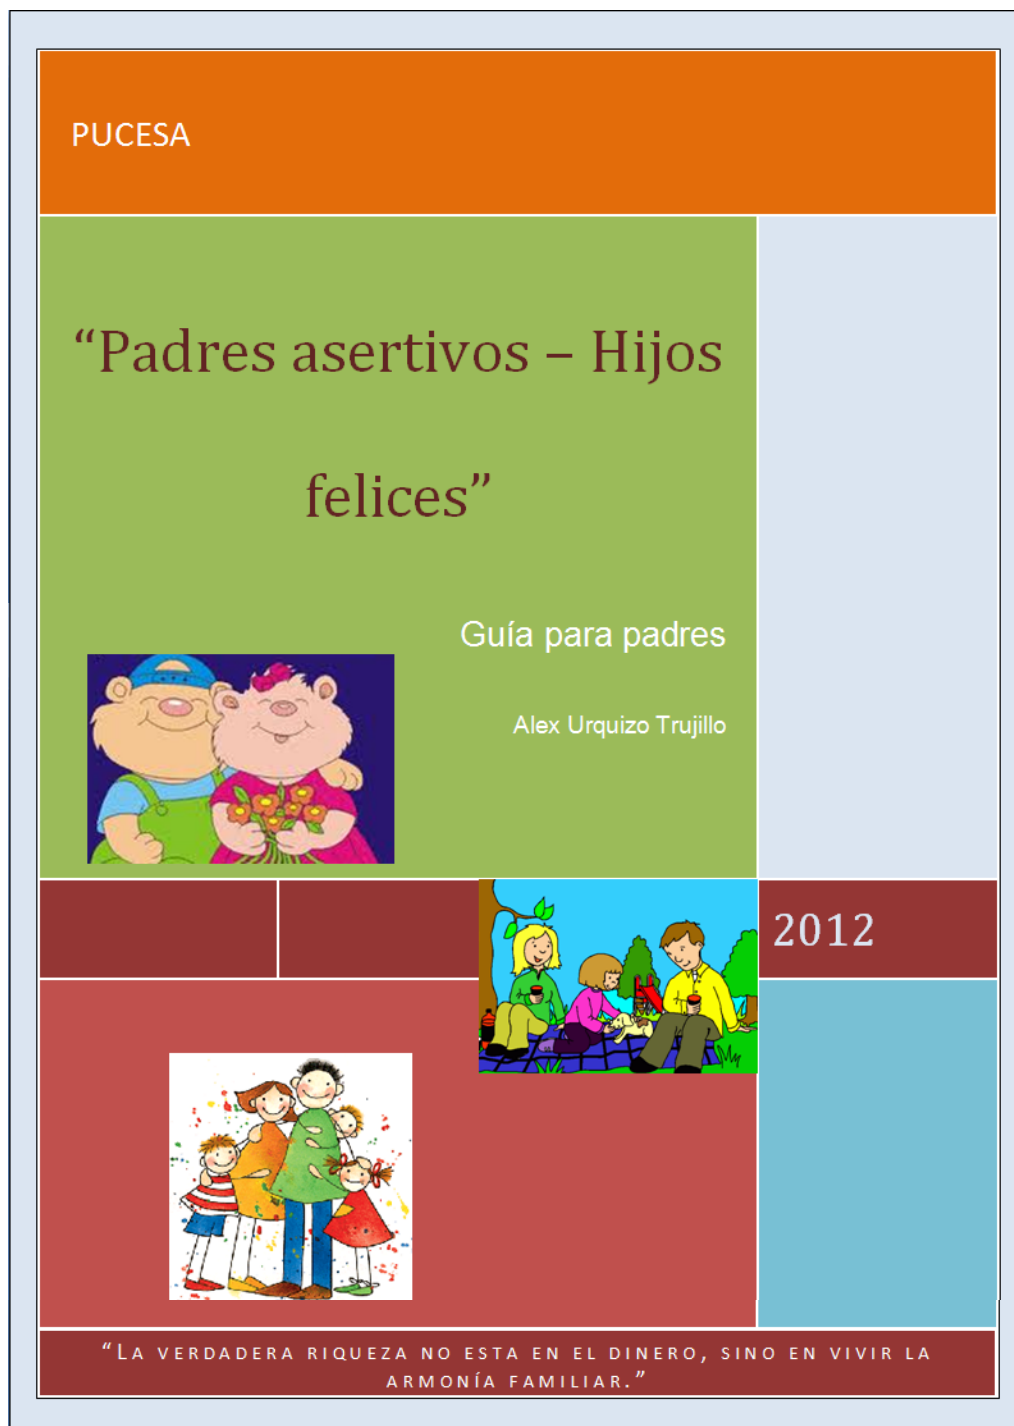 PUCESA
“Padres asertivos – Hijos
felices”
Guía para padres
Alex Urquizo Trujillo
2012
“LA VERDADERA RIQUEZA NO ESTA EN EL DINERO, SINO EN VIVIR LA
ARMONÍA FAMILIAR.”